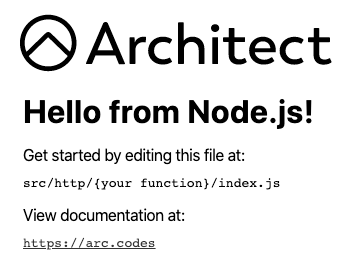 Architect
Hello from Node.js!
Get started by editing this file at:
src/http/{your function}/index.js
View documentation at:
https://arc.codes